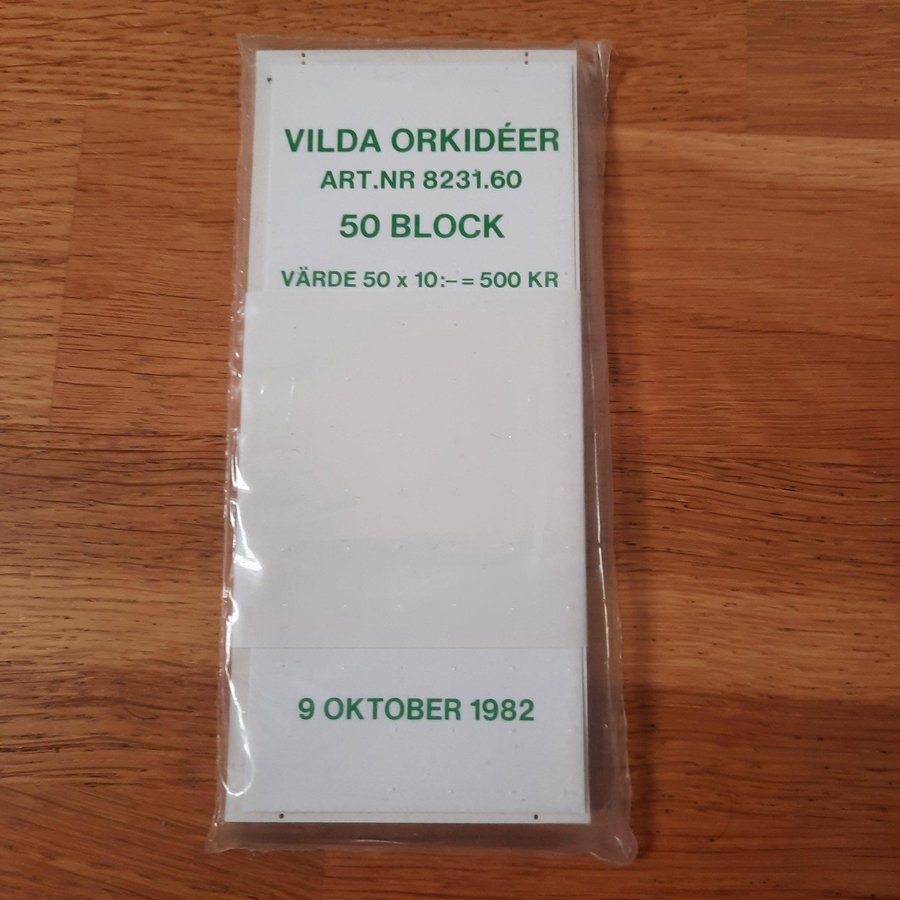 VILDA ORKIDÉER
ART.NR 8231.60
50 BLOCK
VÄRDE 50 x 10:–= 500 KR
9 OKTOBER 1982